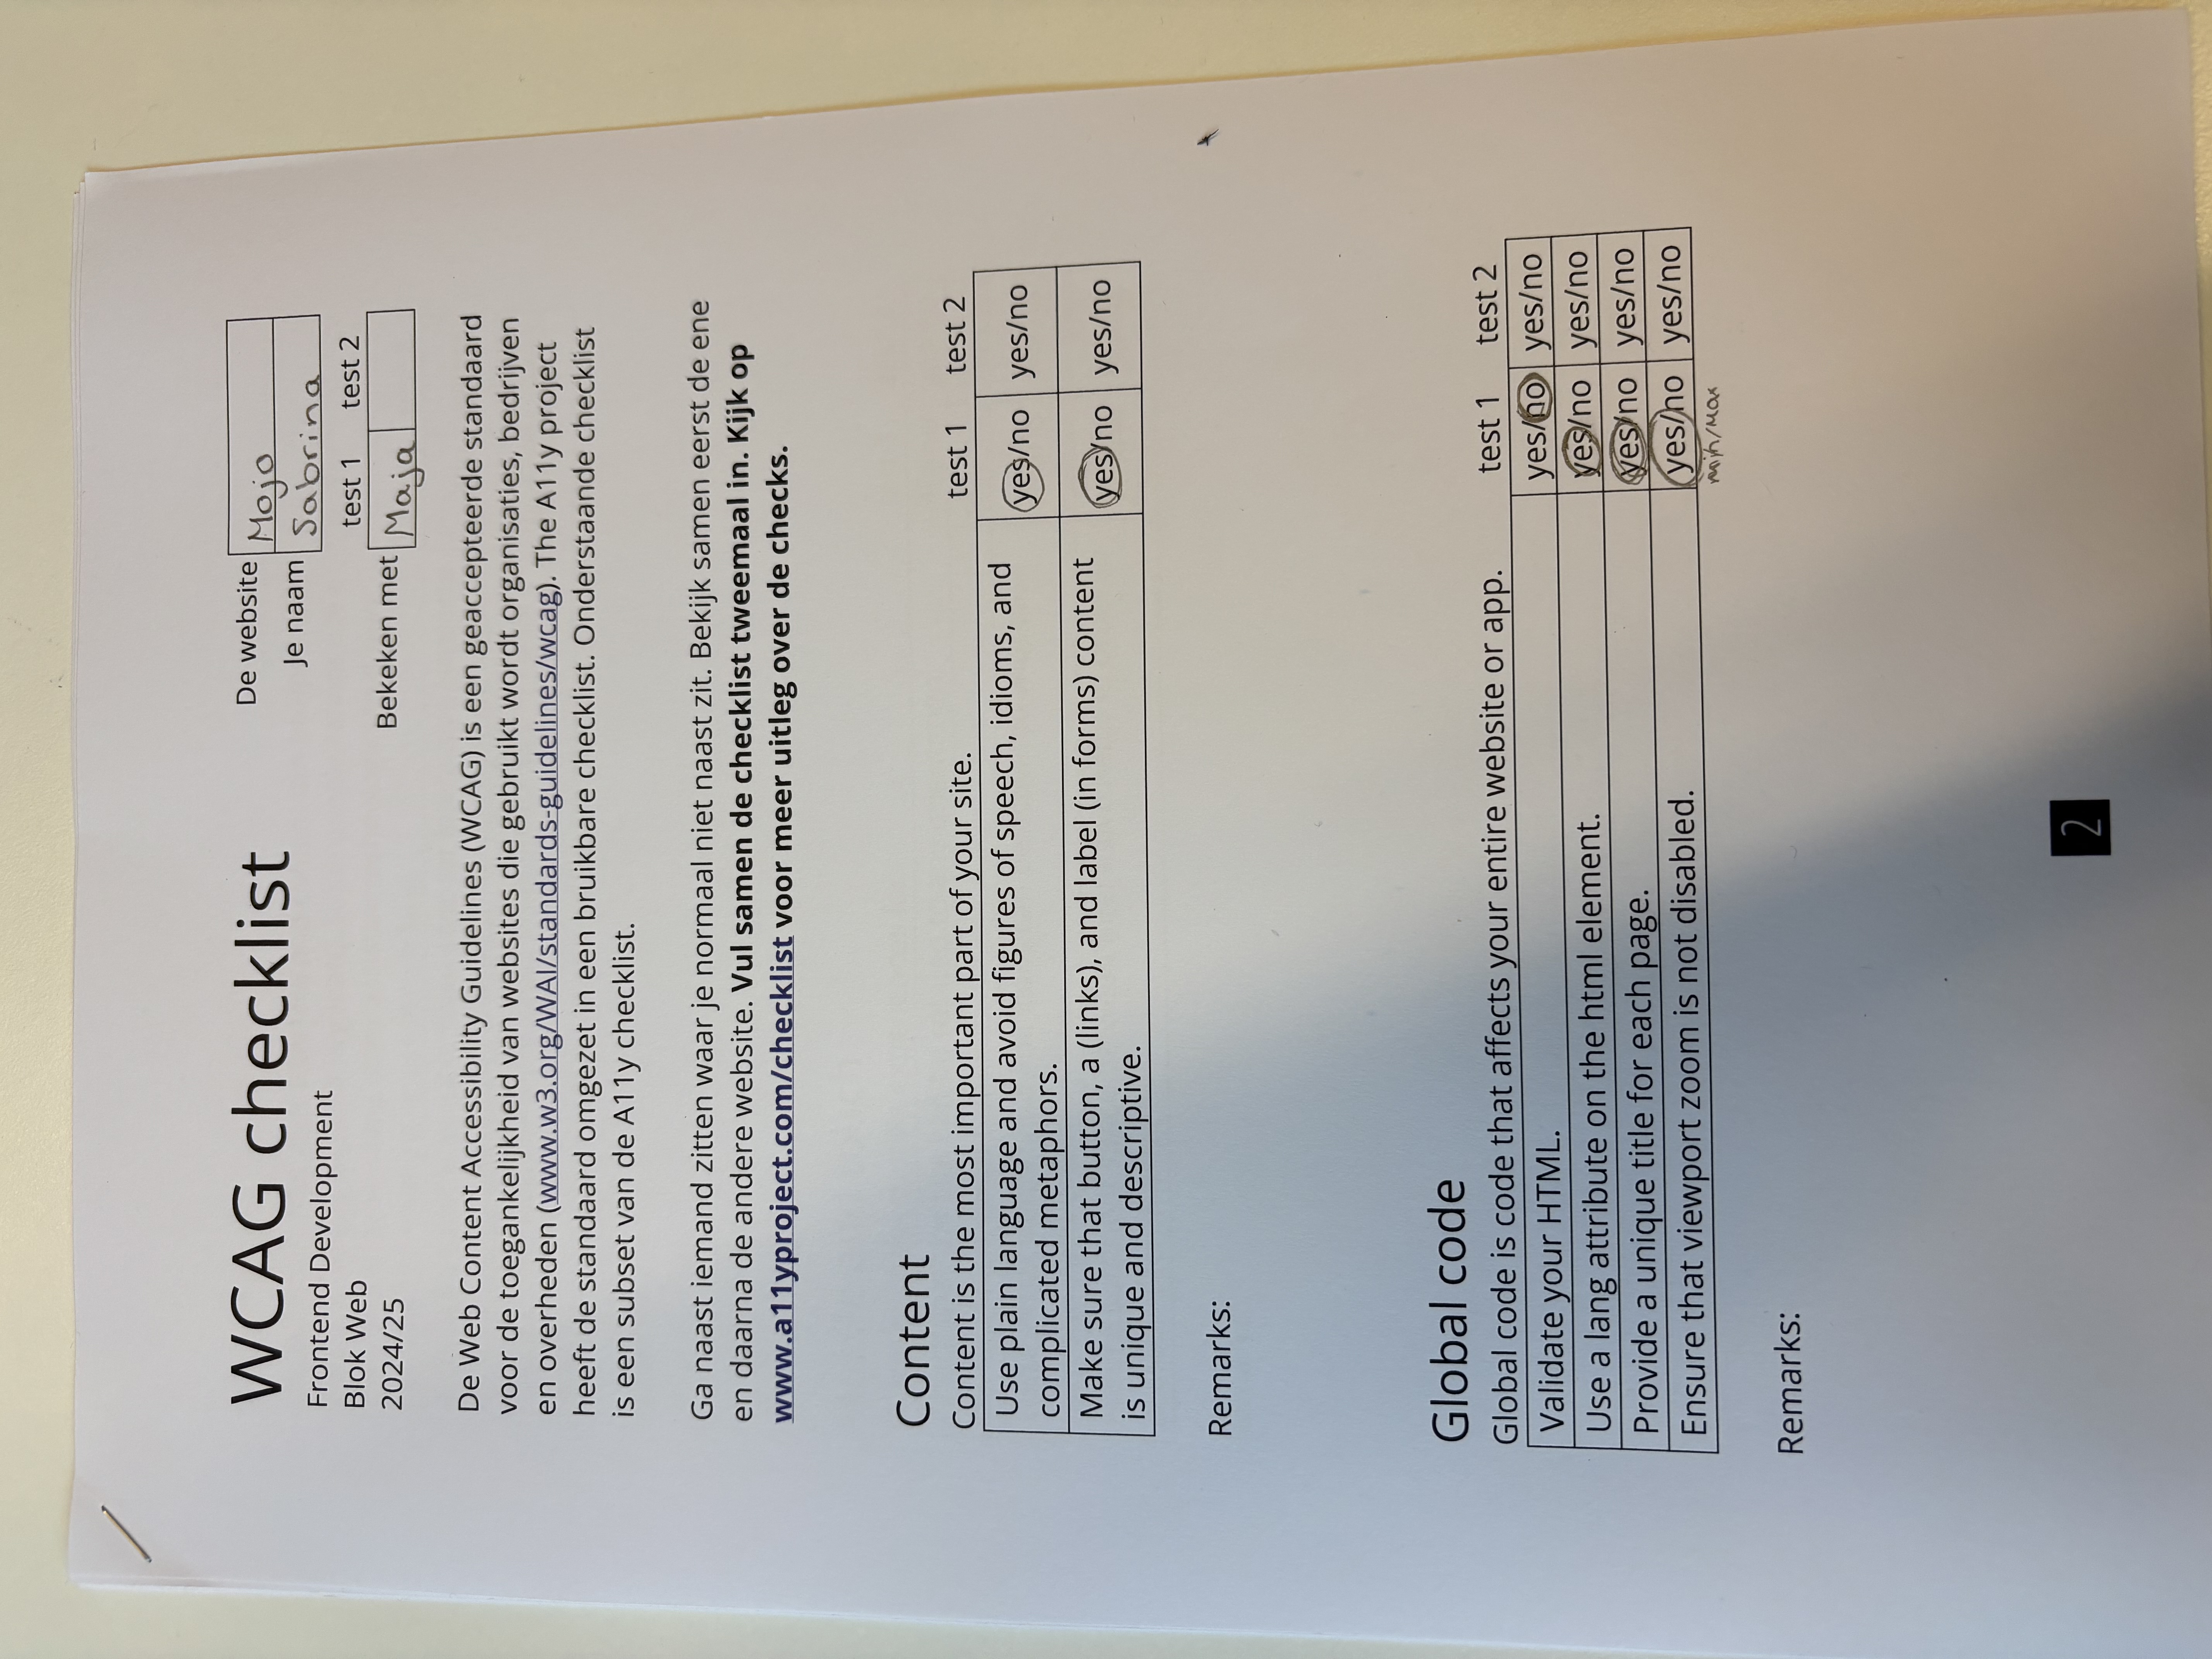 WCAG checklist
Frontend Development
Blok Web
2024/25
De website Mojo
Je naam Sabrina
test 1 test 2
Bekeken met Maja
De Web Content Accessibility Guidelines (WCAG) is een geaccepteerde standaard
voor de toegankelijkheid van websites die gebruikt wordt organisaties, bedrijven
en overheden (www.w3.org/WAI/standards-guidelines/wcag). The A11y project
heeft de standaard omgezet in een bruikbare checklist. Onderstaande checklist
is een subset van de A11y checklist.
Ga naast iemand zitten waar je normaal niet naast zit. Bekijk samen eerst de ene
en daarna de andere website. Vul samen de checklist tweemaal in. Kijk op
www.a11yproject.com/checklist voor meer uitleg over de checks.
Content
Content is the most important part of your site. test 1 test 2
Use plain language and avoid figures of speech, idioms, and
complicated metaphors. yes/no yes/no
Make sure that button, a (links), and label (in forms) content
is unique and descriptive. yes/no yes/no
Remarks:
Global code
Global code is code that affects your entire website or app. test 1 test 2
Validate your HTML. yes/no yes/no
Use a lang attribute on the html element. yes/no yes/no
Provide a unique title for each page. yes/no yes/no
Ensure that viewport zoom is not disabled. yes/no yes/no
min/max
Remarks:
2